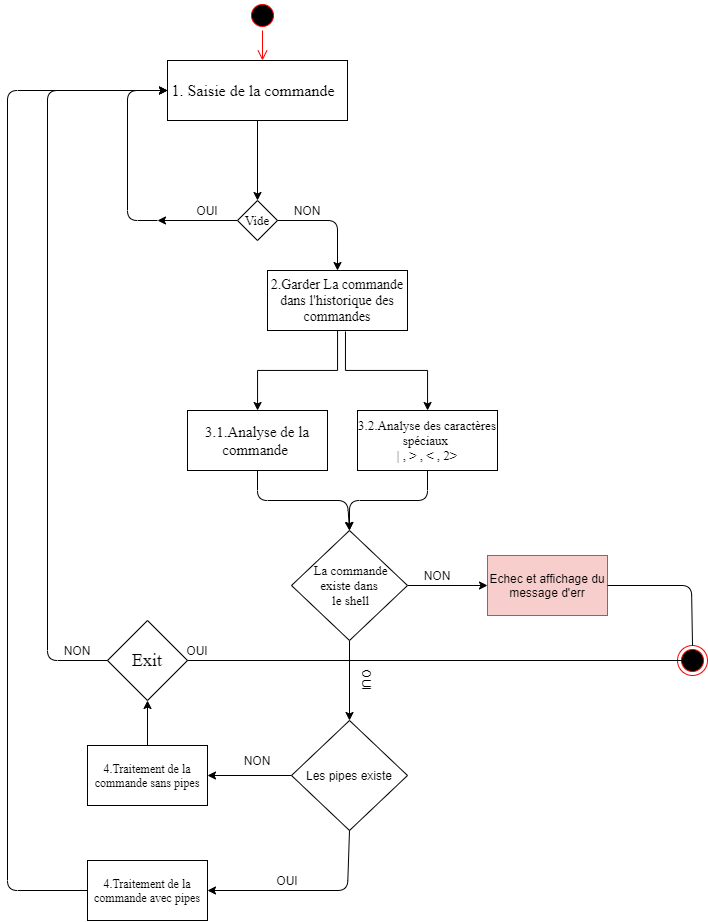 1. Saisie de la commande
OUI
Vide
NON
2.Garder La commande
dans l'historique des
commandes
3.1.Analyse de la
commande
3.2.Analyse des caractères
spéciaux
| , > , < , 2>
La commande
existe dans
le shell
NON
Echec et affichage du
message d'err
NON
Exit
OUI
OUI
4.Traitement de la
commande sans pipes
NON
Les pipes existe
4.Traitement de la
commande avec pipes
OUI